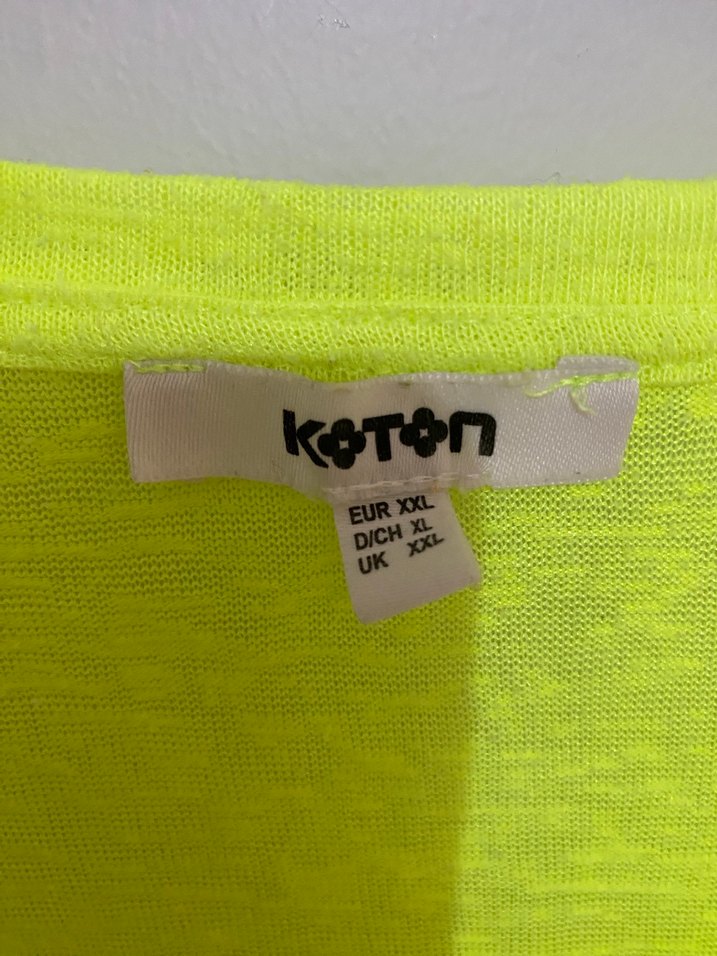 KOTON
EUR XXL
D/CH XL
UK XXL